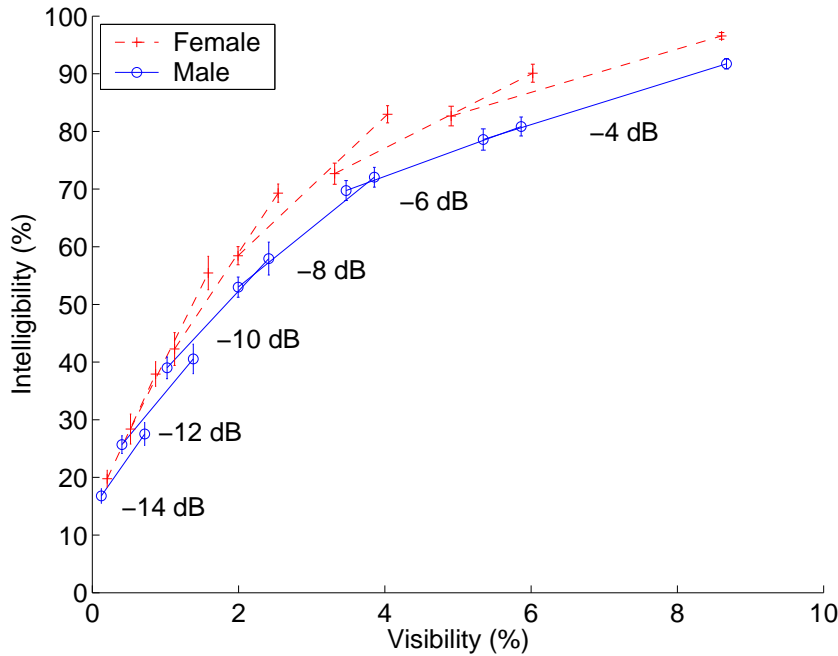 100
90
80
70
60
50
40
30
20
10
0
Intelligibility (%)
Female
Male
−4 dB
−6 dB
−8 dB
−10 dB
−12 dB
−14 dB
0 2 4 6 8 10
Visibility (%)